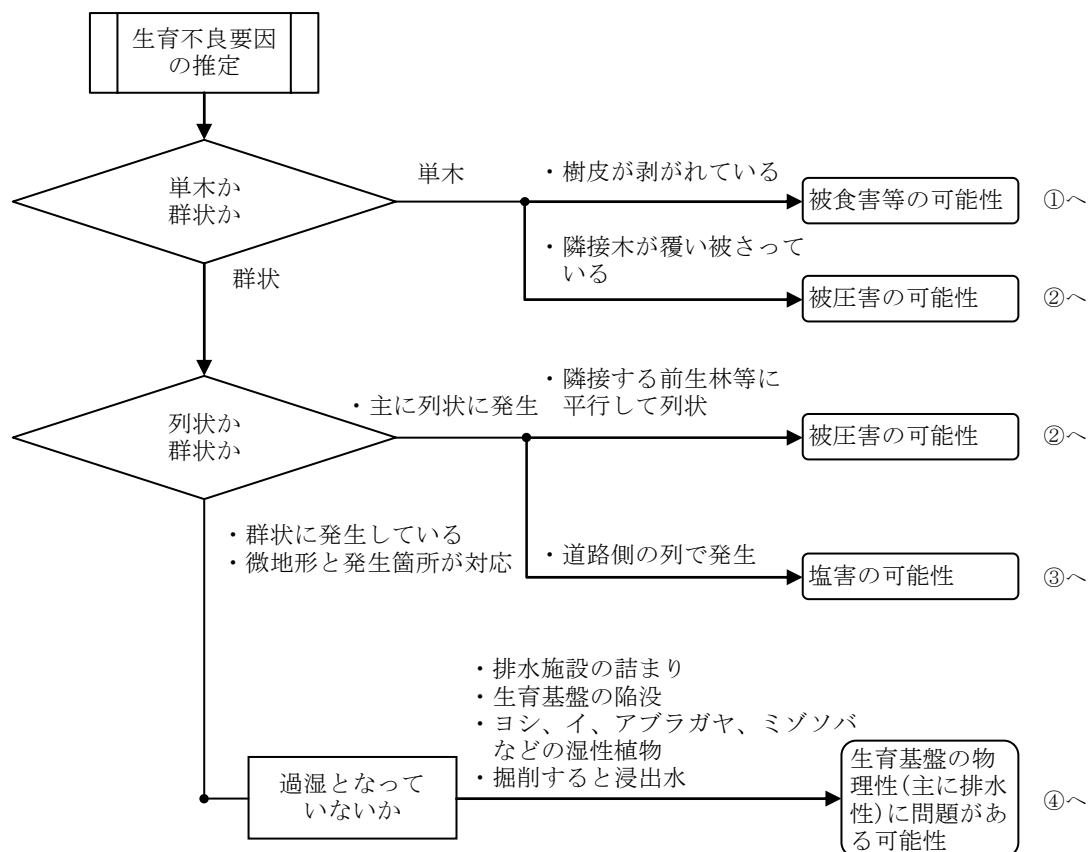 生育不良要因
の推定
単木か
群状か
単木
・樹皮が剥がれている
被食害等の可能性
①へ
・隣接木が覆い被さって
いる
被圧害の可能性
②へ
群状
列状か
群状か
・主に列状に発生
・隣接する前生林等に
平行して列状
被圧害の可能性
②へ
・群状に発生している
・微地形と発生箇所が対応
・道路側の列で発生
塩害の可能性
③へ
・排水施設の詰まり
・生育基盤の陥没
・ヨシ、イ、アブラガヤ、ミゾソバ
などの湿性植物
・掘削すると浸出水
過湿となって
いないか
生育基盤の物
理性(主に排水
性)に問題があ
る可能性
④へ